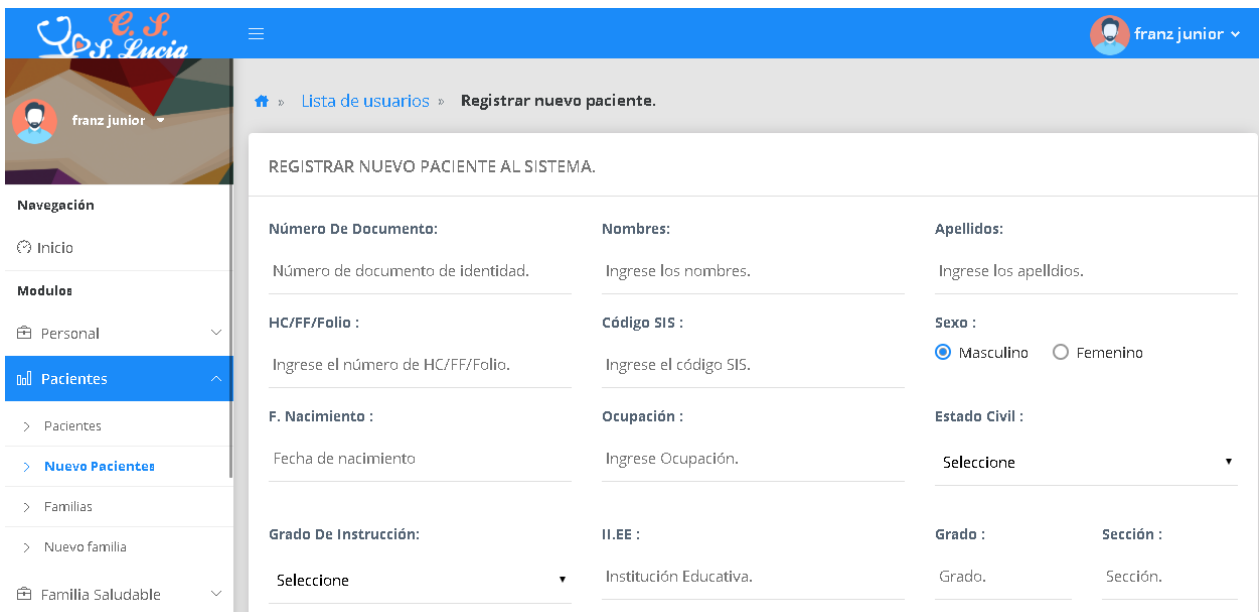 C. S.
S. Lucia
franz junior
franz junior
Navegación
Inicio
Modulos
Personal
Pacientes
Pacientes
Nuevo Pacientes
Familias
Nuevo familia
Familia Saludable
» Lista de usuarios » Registrar nuevo paciente.
REGISTRAR NUEVO PACIENTE AL SISTEMA.
Número De Documento: Nombres: Apellidos:
Número de documento de identidad. Ingrese los nombres. Ingrese los apelldios.
HC/FF/Folio : Código SIS : Sexo :
Ingrese el número de HC/FF/Folio. Ingrese el código SIS. Masculino Femenino
F. Nacimiento : Ocupación : Estado Civil :
Fecha de nacimiento Ingrese Ocupación. Seleccione
Grado De Instrucción: II.EE : Grado : Sección :
Seleccione Institución Educativa. Grado. Sección.